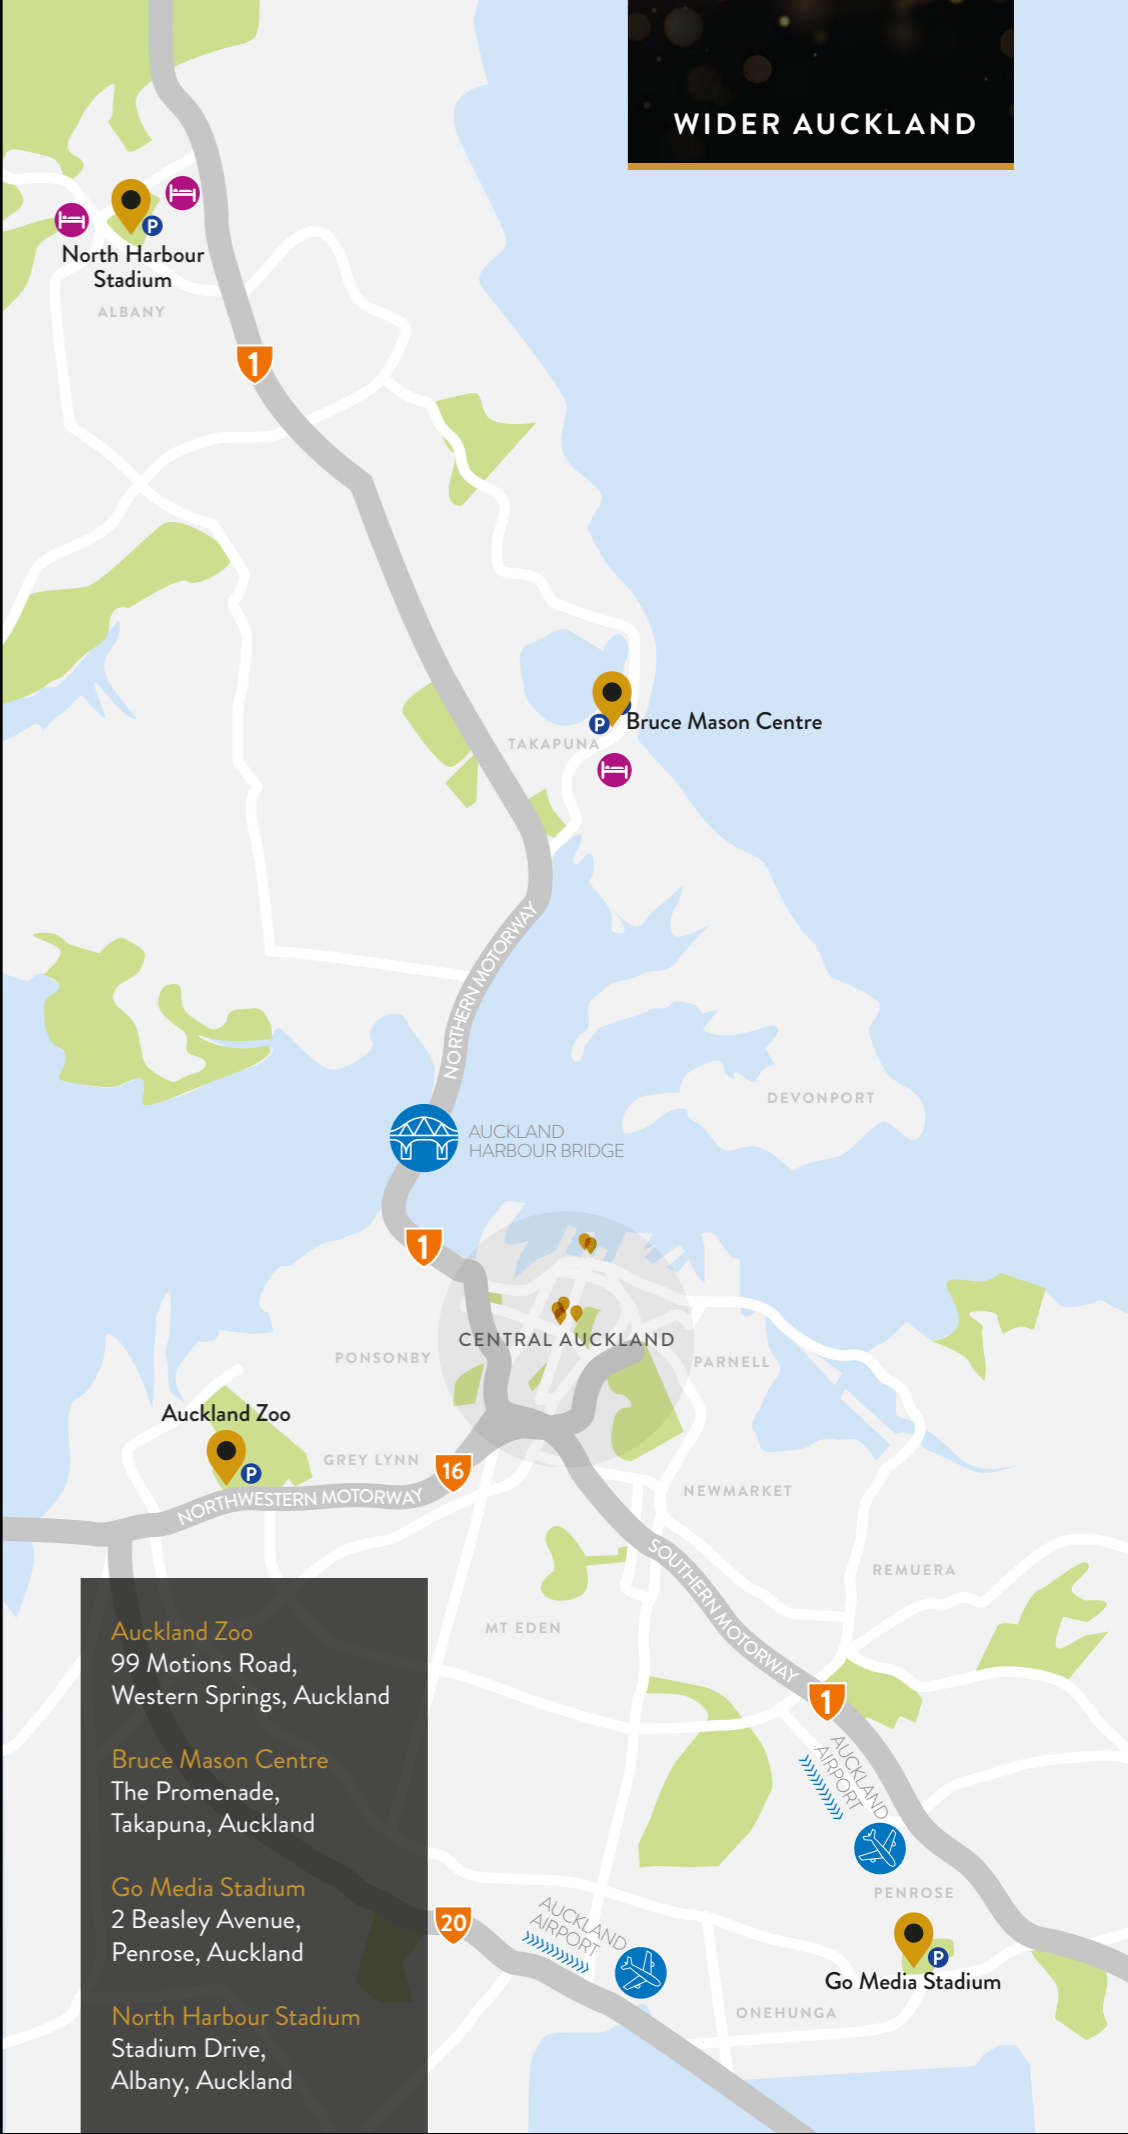 WIDER AUCKLAND
P
North Harbour
Stadium
ALBANY
1
Bruce Mason Centre
P
TAKAPUNA
NORTHERN MOTORWAY
DEVONPORT
AUCKLAND
HARBOUR BRIDGE
1
CENTRAL AUCKLAND
PONSONBY
PARNELL
Auckland Zoo
P
GREY LYNN
16
NORTHWESTERN MOTORWAY
NEWMARKET
SOUTHERN MOTORWAY
REMUERA
MT EDEN
1
AUCKLAND
AIRPORT
PENROSE
20
AUCKLAND
AIRPORT
P
Go Media Stadium
ONEHUNGA
Auckland Zoo
99 Motions Road,
Western Springs, Auckland
Bruce Mason Centre
The Promenade,
Takapuna, Auckland
Go Media Stadium
2 Beasley Avenue,
Penrose, Auckland
North Harbour Stadium
Stadium Drive,
Albany, Auckland